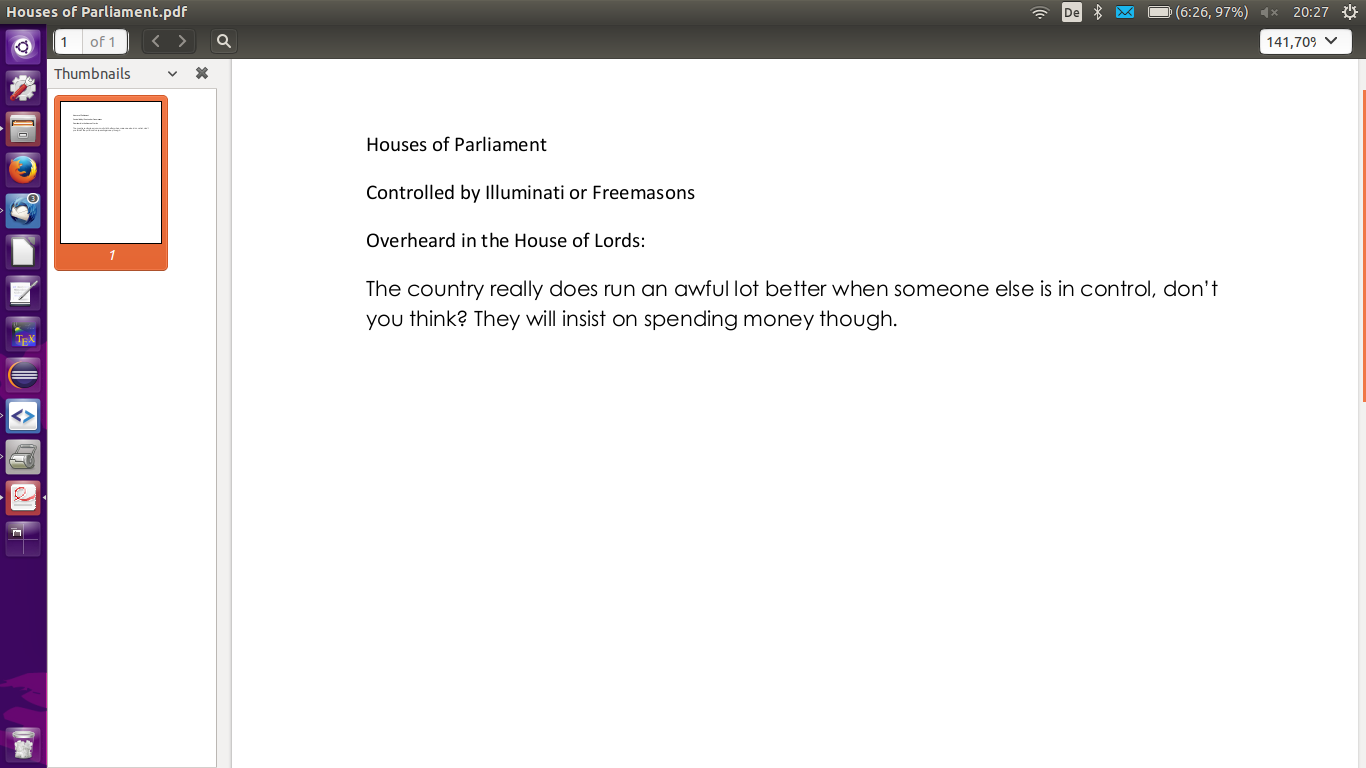 Houses of Parliament.pdf
De
(6:26, 97%)
20:27
1
of 1
141,70%
Thumbnails
1
Houses of Parliament
Controlled by Illuminati or Freemasons
Overheard in the House of Lords:
The country really does run an awful lot better when someone else is in control, don’t
you think? They will insist on spending money though.
3
TEX